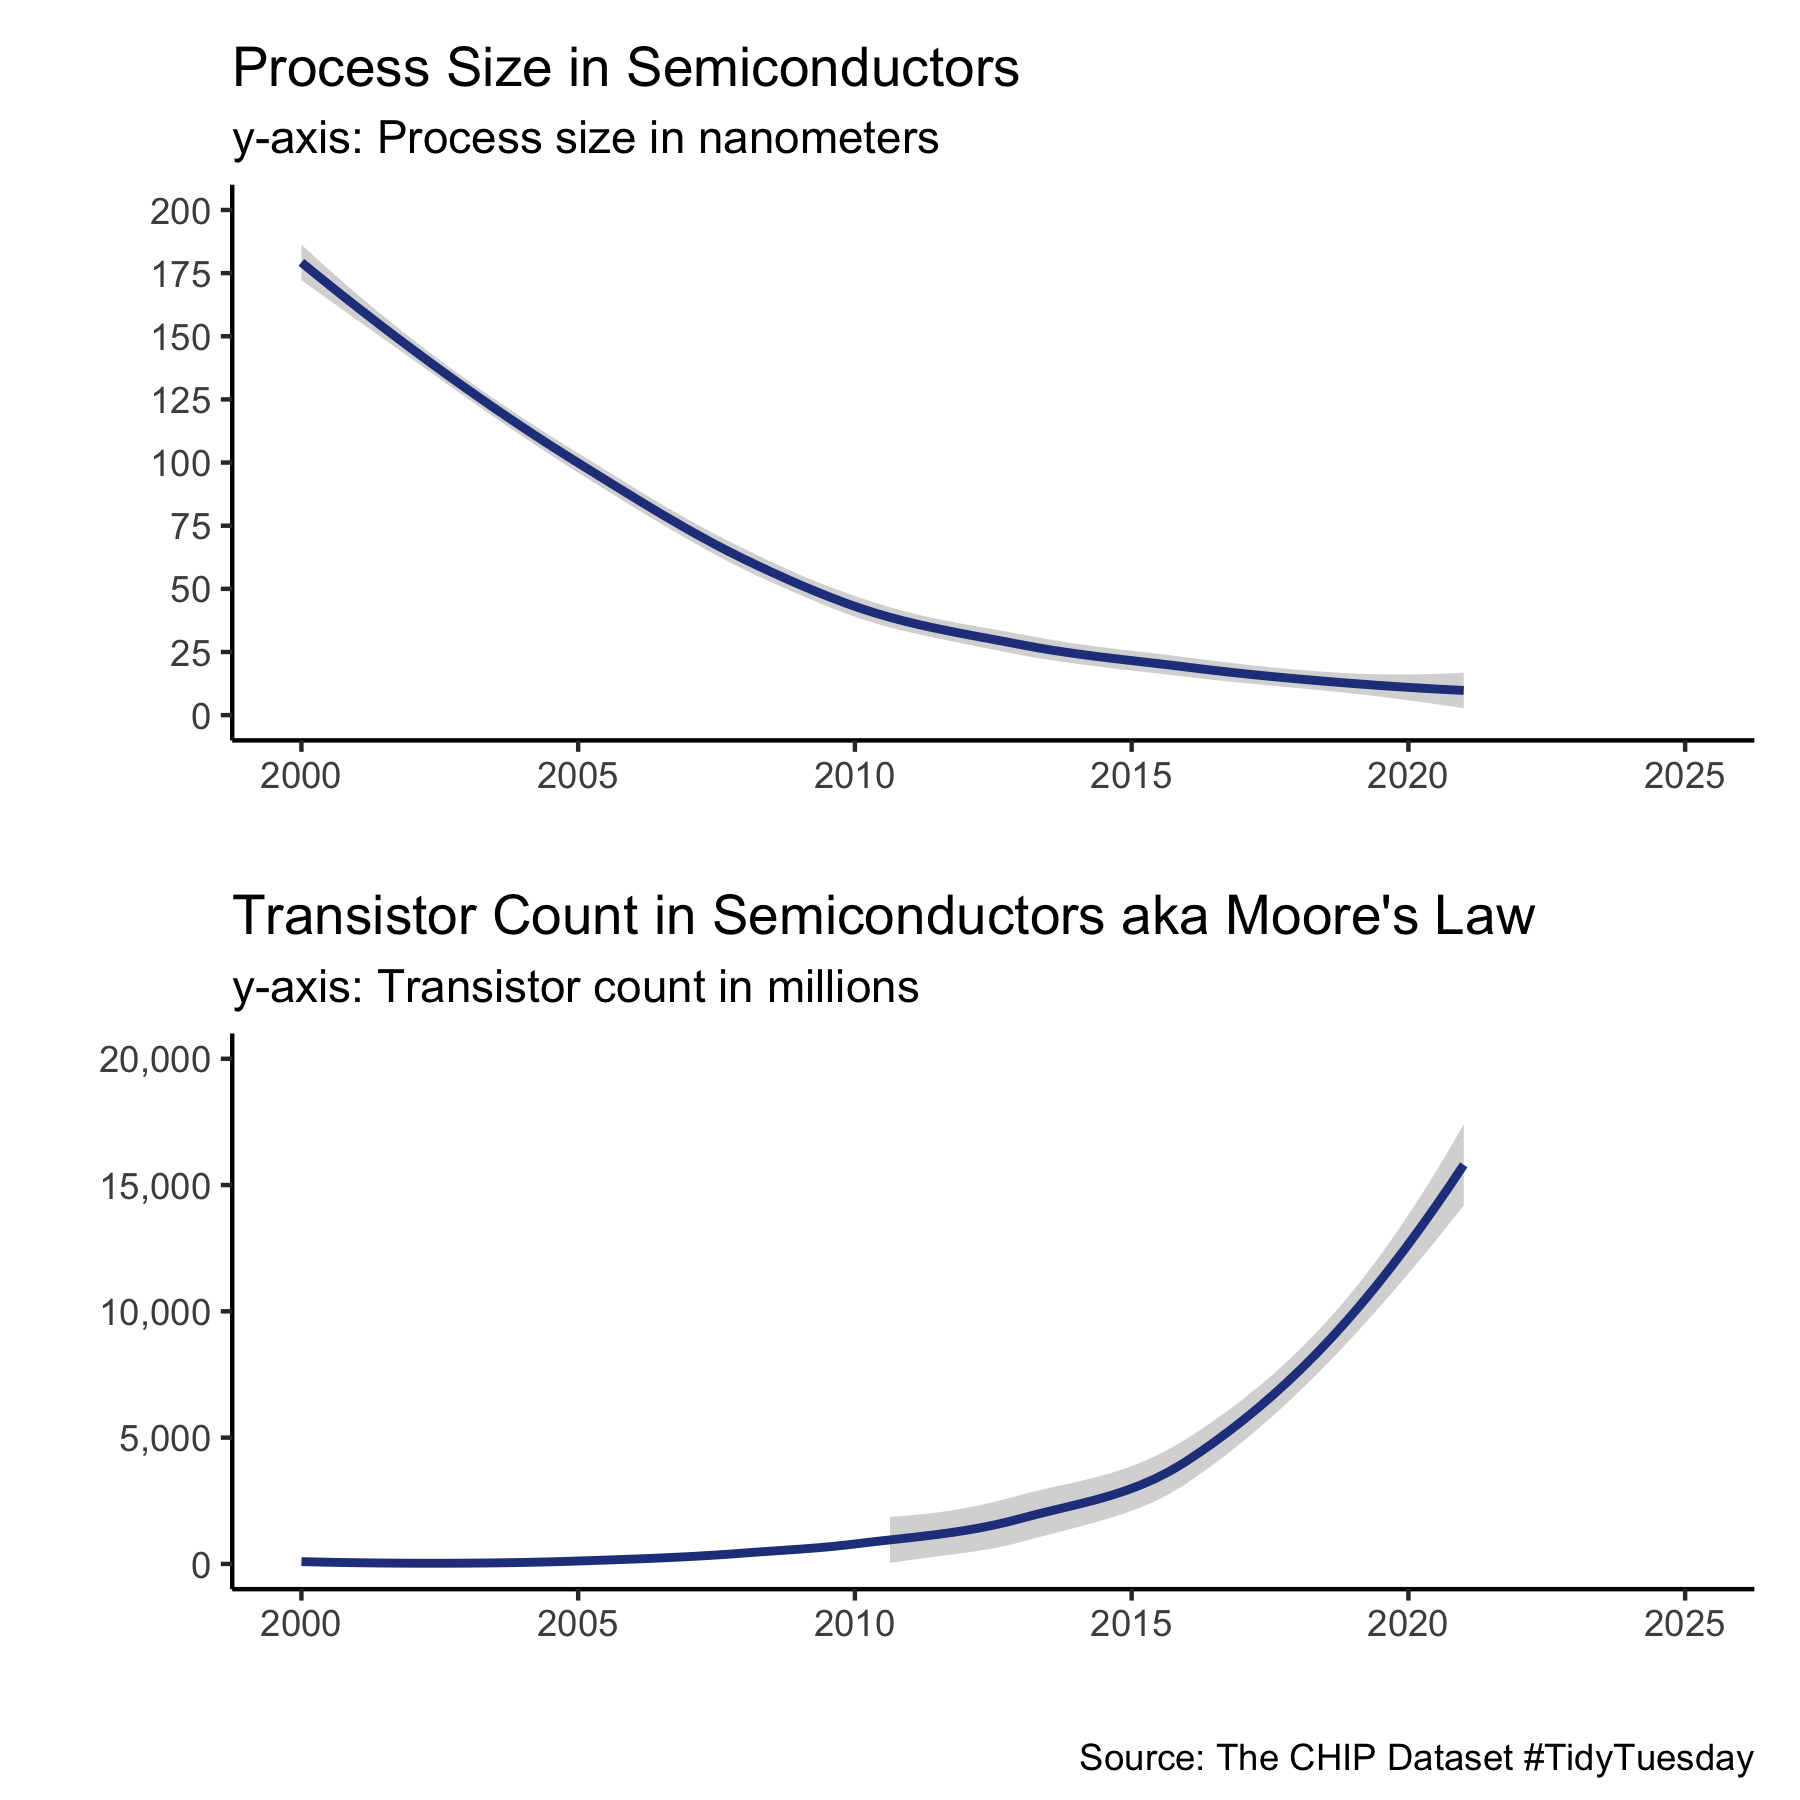 Process Size in Semiconductors
y-axis: Process size in nanometers
200
175
150
125
100
75
50
25
0
2000 2005 2010 2015 2020 2025
Transistor Count in Semiconductors aka Moore's Law
y-axis: Transistor count in millions
20,000
15,000
10,000
5,000
0
2000 2005 2010 2015 2020 2025
Source: The CHIP Dataset #TidyTuesday